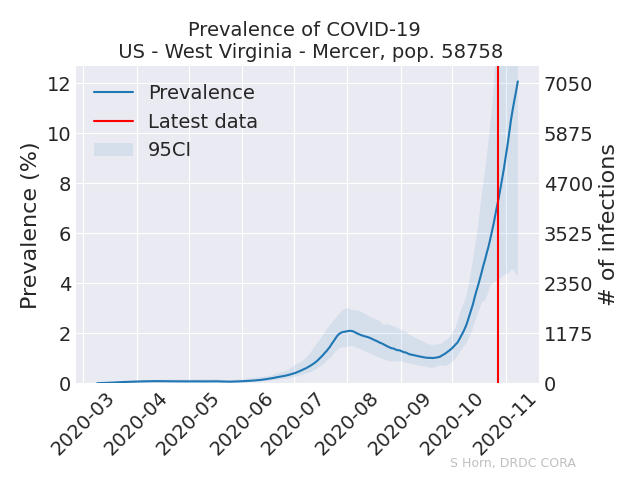 Prevalence of COVID-19
US - West Virginia - Mercer, pop. 58758
Prevalence
Latest data
95CI
Prevalence (%)
12
10
8
6
4
2
0
7050
5875
4700
3525
2350
1175
0
# of infections
2020-03
2020-04
2020-05
2020-06
2020-07
2020-08
2020-09
2020-10
2020-11
S Horn, DRDC CORA